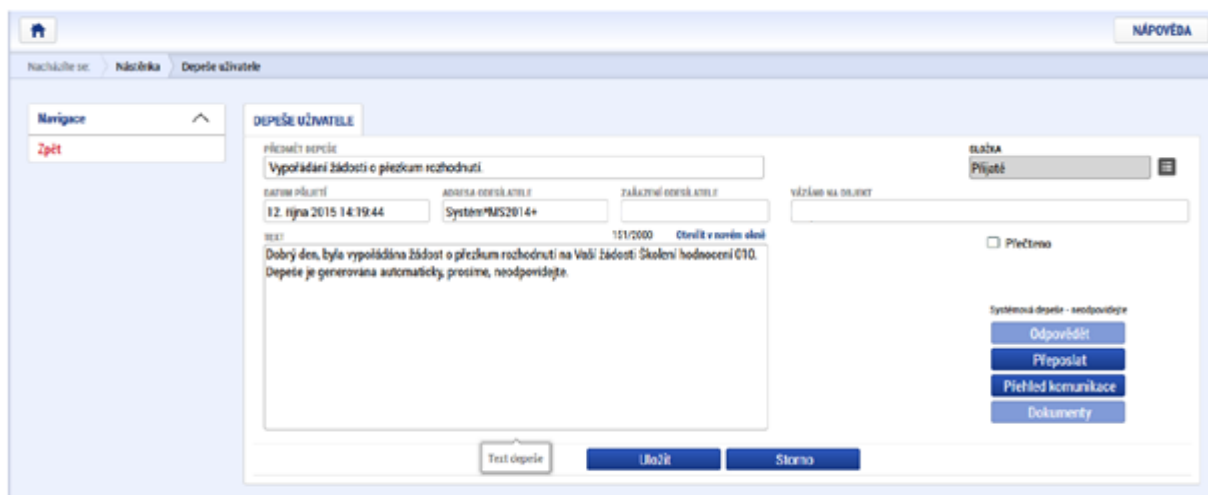 NÁPOVĚDA
Nacházíte se: Nástěnka Depeše uživatele
Navigace
Zpět
DEPEŠE UŽIVATELE
PŘEDMĚT DEPEŠE
SLOŽKA
Vypořádání žádosti o přezkum rozhodnutí.
Přijaté
DATUM PŘIJETÍ
ADRESA ODESÍLATELE
ZAŘAZENÍ ODESÍLATELE
VÁZÁNO NA OBJEKT
12. října 2015 14:19:44
Systém*MS2014+
TEXT
151/2000
Otevřít v novém okně
Přečteno
Dobrý den, byla vypořádána žádost o přezkum rozhodnutí na Vaší žádosti Školení hodnocení C10.
Depeše je generována automaticky, prosíme, neodpovídejte.
Systémová depeše - neodpovídejte
Odpovědět
Přeposlat
Přehled komunikace
Dokumenty
Text depeše
Uložit
Storno